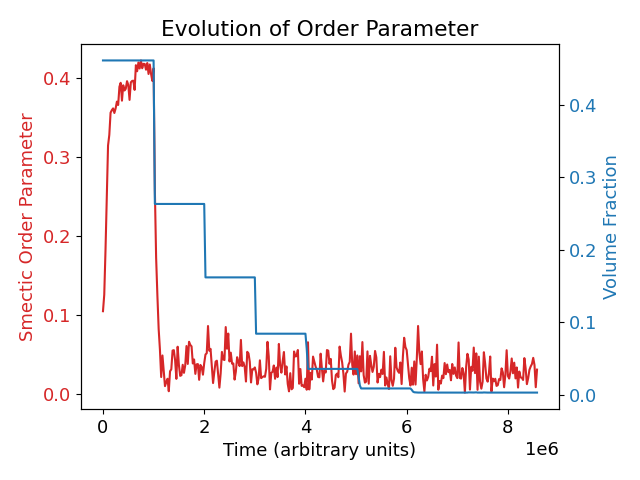 Evolution of Order Parameter
Smectic Order Parameter
0.4
0.3
0.2
0.1
0.0
0.4
0.3
0.2
0.1
0.0
Volume Fraction
0 2 4 6 8
1e6
Time (arbitrary units)